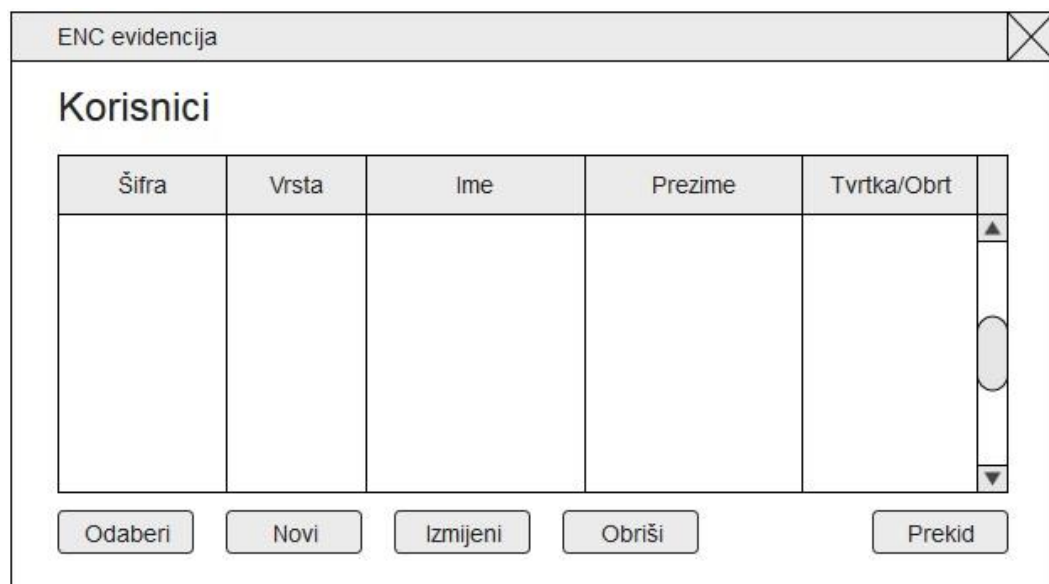 ENC evidencija
Korisnici
Šifra Vrsta Ime Prezime Tvrtka/Obrt
Odaberi Novi Izmijeni Obriši Prekid